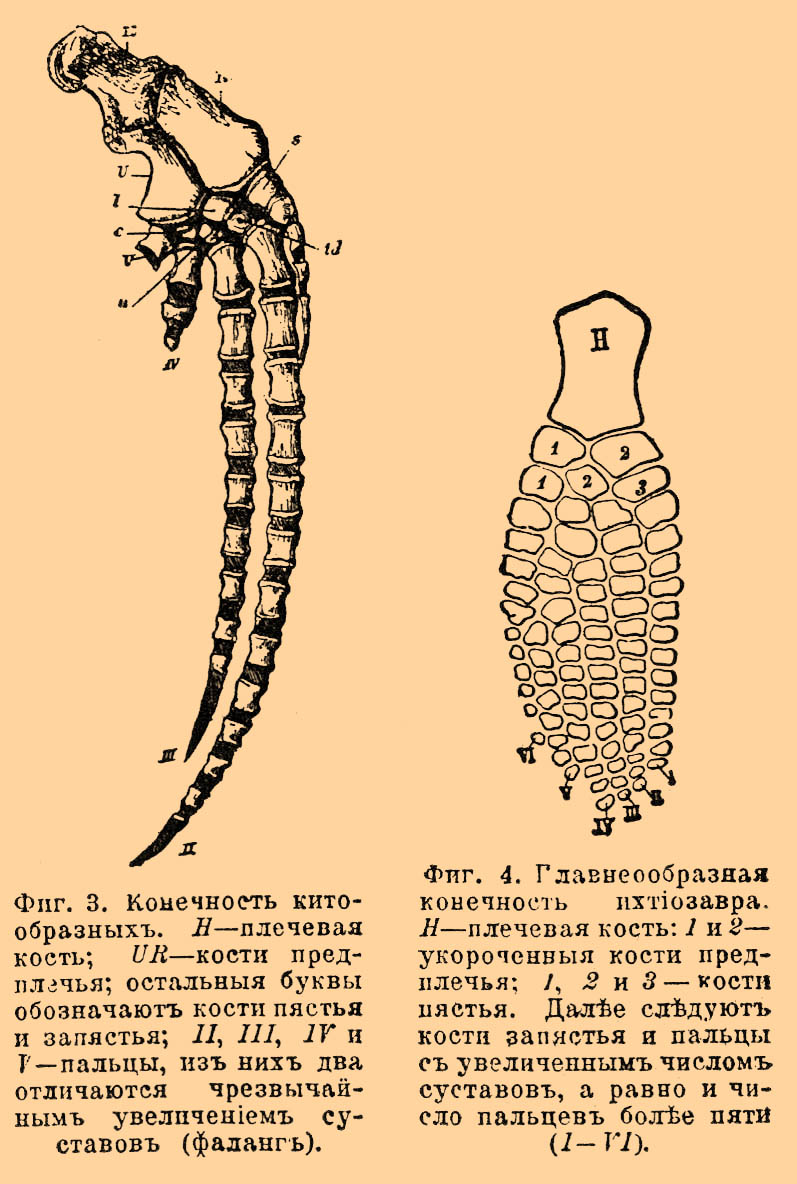 H
R
s
U
l
c
td
V
u
IV
III
II
H
1 2
1 2 3
VI
V
I
II
III
IV
Фиг. 3. Конечность кито-
образныхъ. H—плечевая
кость; UR—кости пред-
плечья; остальныя буквы
обозначаютъ кости пястья
и запястья; II, III, IV и
V—пальцы, изъ нихъ два
отличаются чрезвычай-
нымъ увеличеніемъ су-
ставовъ (фалангъ).
Фиг. 4. Главнеообразная
конечность ихтіозавра.
H—плечевая кость: 1 и 2—
укороченныя кости пред-
плечья; 1, 2 и 3 — кости
пястья. Далѣе слѣдуютъ
кости запястья и пальцы
съ увеличеннымъ числомъ
суставовъ, а равно и чи-
сло пальцевъ болѣе пяти
(I—VI).